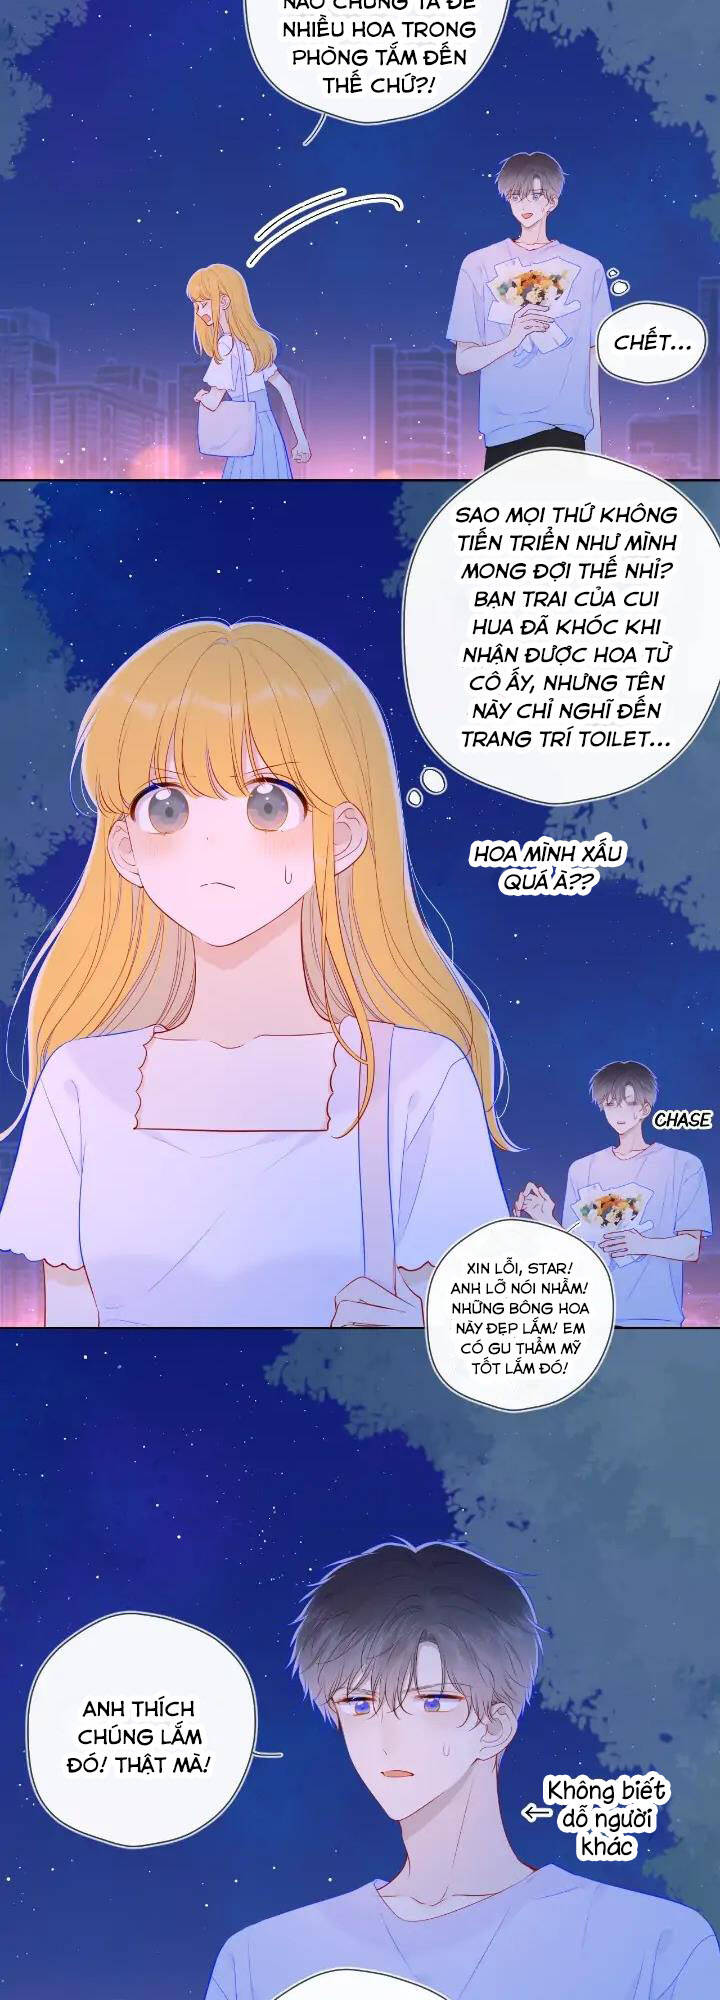 NÀO CHÚNG TA ĐỂ
NHIỀU HOA TRONG
PHÒNG TẮM ĐẾN
THẾ CHỨ?!
CHẾT...
SAO MỌI THỨ KHÔNG
TIẾN TRIỂN NHƯ MÌNH
MONG ĐỢI THẾ NHỈ?
BẠN TRAI CỦA CUI
HUA ĐÃ KHÓC KHI
NHẬN ĐƯỢC HOA TỪ
CÔ ẤY, NHƯNG TÊN
NÀY CHỈ NGHĨ ĐẾN
TRANG TRÍ TOILET...
HOA MÌNH XẤU
QUÁ À??
CHASE
XIN LỖI, STAR!
ANH LỠ NÓI NHẦM!
NHỮNG BÔNG HOA
NÀY ĐẸP LẮM! EM
CÓ GU THẨM MỸ
TỐT LẮM ĐÓ!
ANH THÍCH
CHÚNG LẮM
ĐÓ! THẬT MÀ!
← Không biết
dỗ người
khác